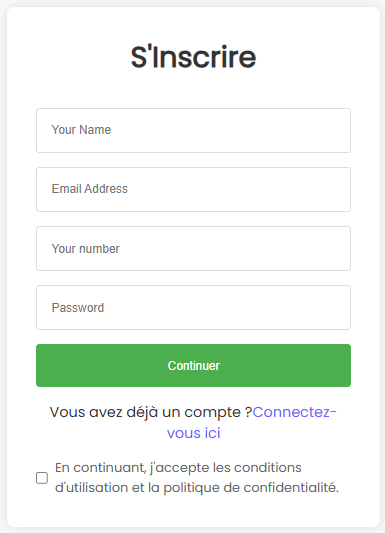 S'Inscrire
Your Name
Email Address
Your number
Password
Continuer
Vous avez déjà un compte ?Connectez-
vous ici
En continuant, j'accepte les conditions
d'utilisation et la politique de confidentialité.